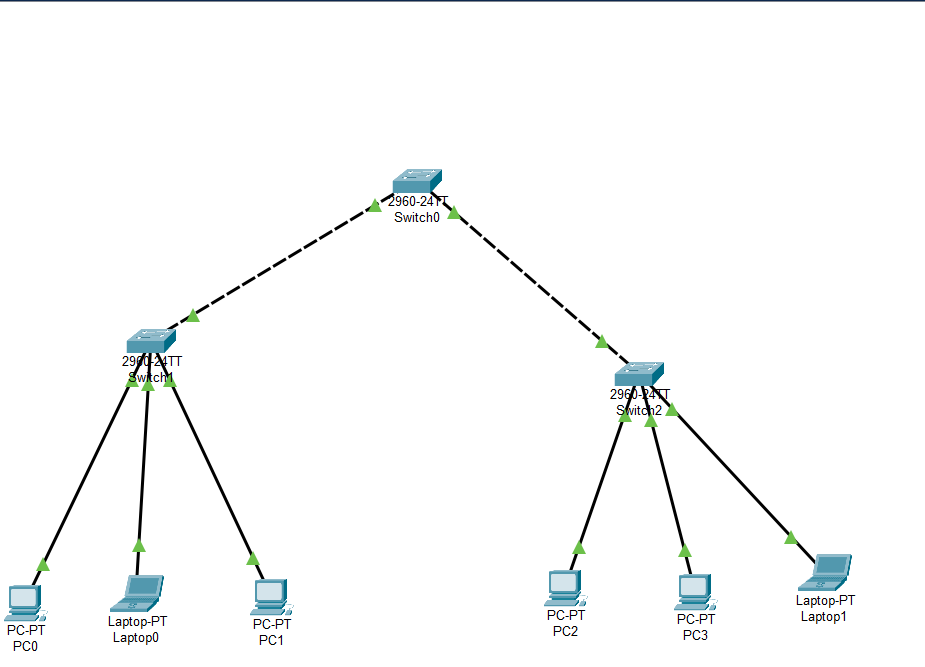 2960-24TT
Switch0
2960-24TT
Switch1
2960-24TT
Switch2
PC-PT
PC0
Laptop-PT
Laptop0
PC-PT
PC1
PC-PT
PC2
PC-PT
PC3
Laptop-PT
Laptop1